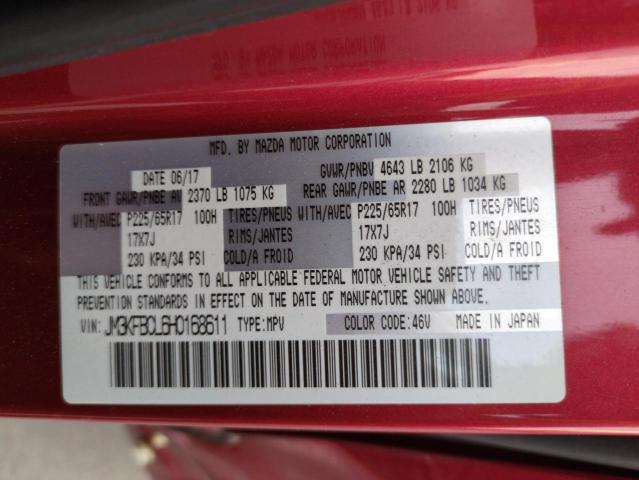 MFD. BY MAZDA MOTOR CORPORATION
DATE 06/17 GVWR/PNBV 4643 LB 2106 KG
FRONT GAWR/PNBE AV 2370 LB 1075 KG REAR GAWR/PNBE AR 2280 LB 1034 KG
WITH/AVEC P225/65R17 100H TIRES/PNEUS WITH/AVEC P225/65R17 100H TIRES/PNEUS
17X7J RIMS/JANTES 17X7J RIMS/JANTES
230 KPA/34 PSI COLD/A FROID 230 KPA/34 PSI COLD/A FROID
THIS VEHICLE CONFORMS TO ALL APPLICABLE FEDERAL MOTOR VEHICLE SAFETY AND THEFT
PREVENTION STANDARDS IN EFFECT ON THE DATE OF MANUFACTURE SHOWN ABOVE.
VIN: JM3KFBCL6H0168611 TYPE: MPV COLOR CODE: 46V MADE IN JAPAN